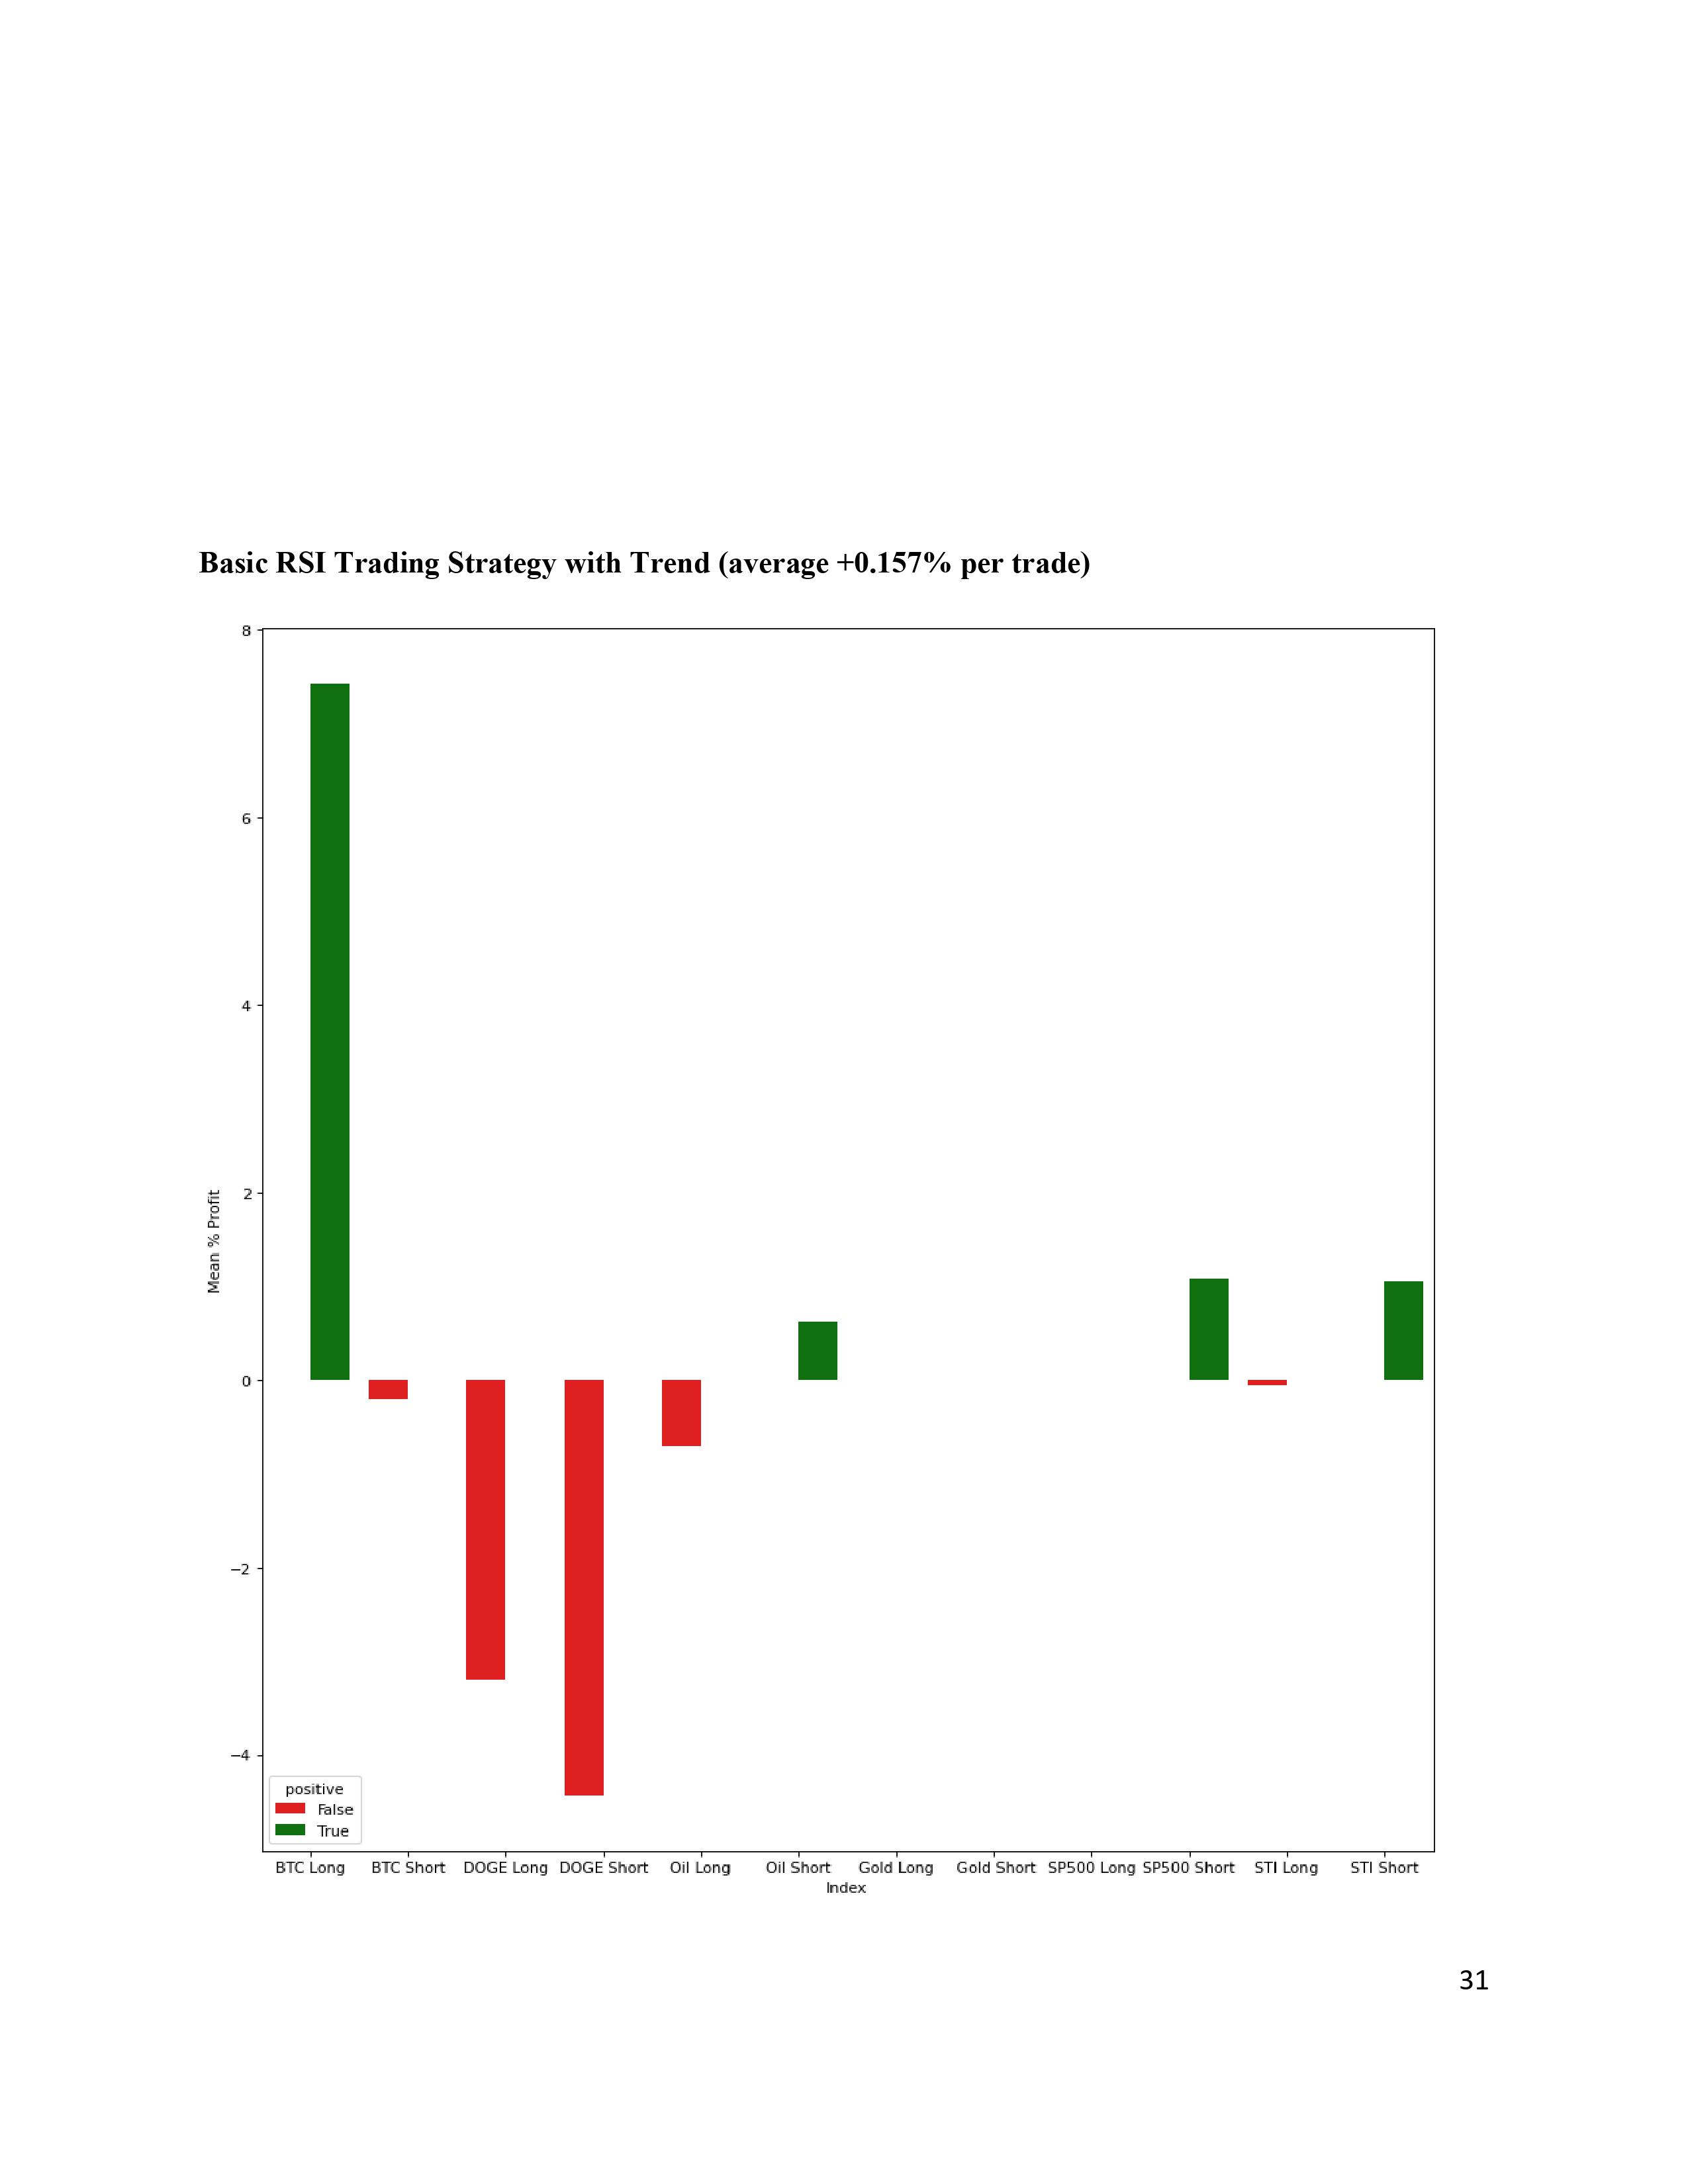 Basic RSI Trading Strategy with Trend (average +0.157% per trade)
8
6
4
2
0
−2
−4
Mean % Profit
positive
False
True
BTC Long BTC Short DOGE Long DOGE Short Oil Long Oil Short Gold Long Gold Short SP500 Long SP500 Short STI Long STI Short
Index
31